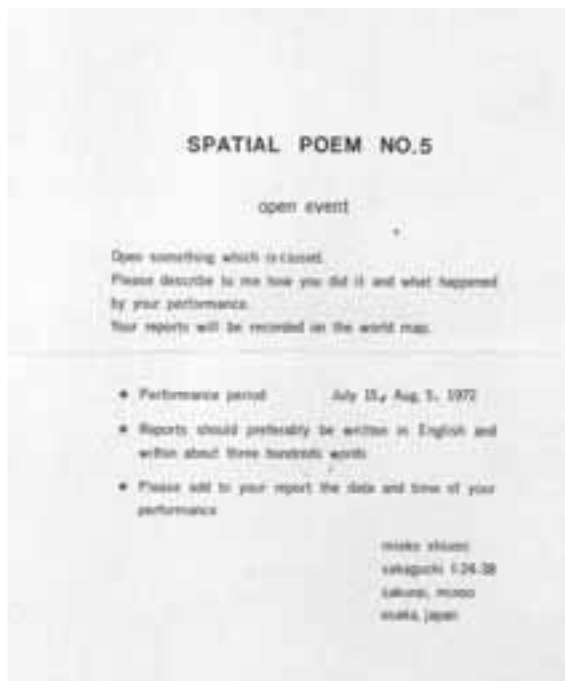 SPATIAL POEM NO.5
open event
Open something which is closed.
Please describe to me how you did it and what happened
by your performance.
Your reports will be recorded on the world map.
Performance period July 15 Aug. 5, 1972
Reports should preferably be written in English and
within about three hundreds words
Please add to your report the date and time of your
performance
mieko shiomi
sakaguchi 1-24-38
sakurai, minoo
osaka, japan